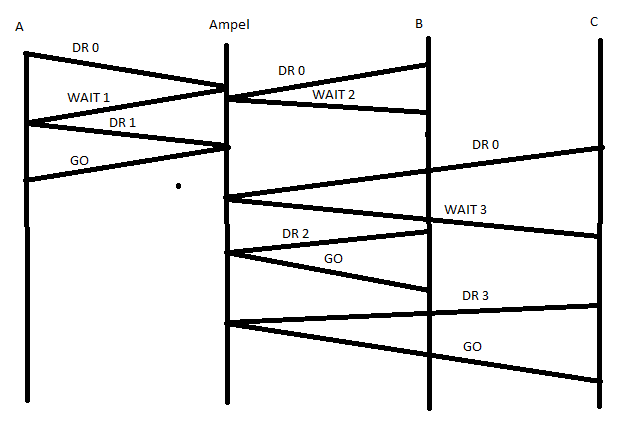 A
Ampel
B
C
DR 0
DR 0
WAIT 1
WAIT 2
DR 1
DR 0
GO
WAIT 3
DR 2
GO
DR 3
GO